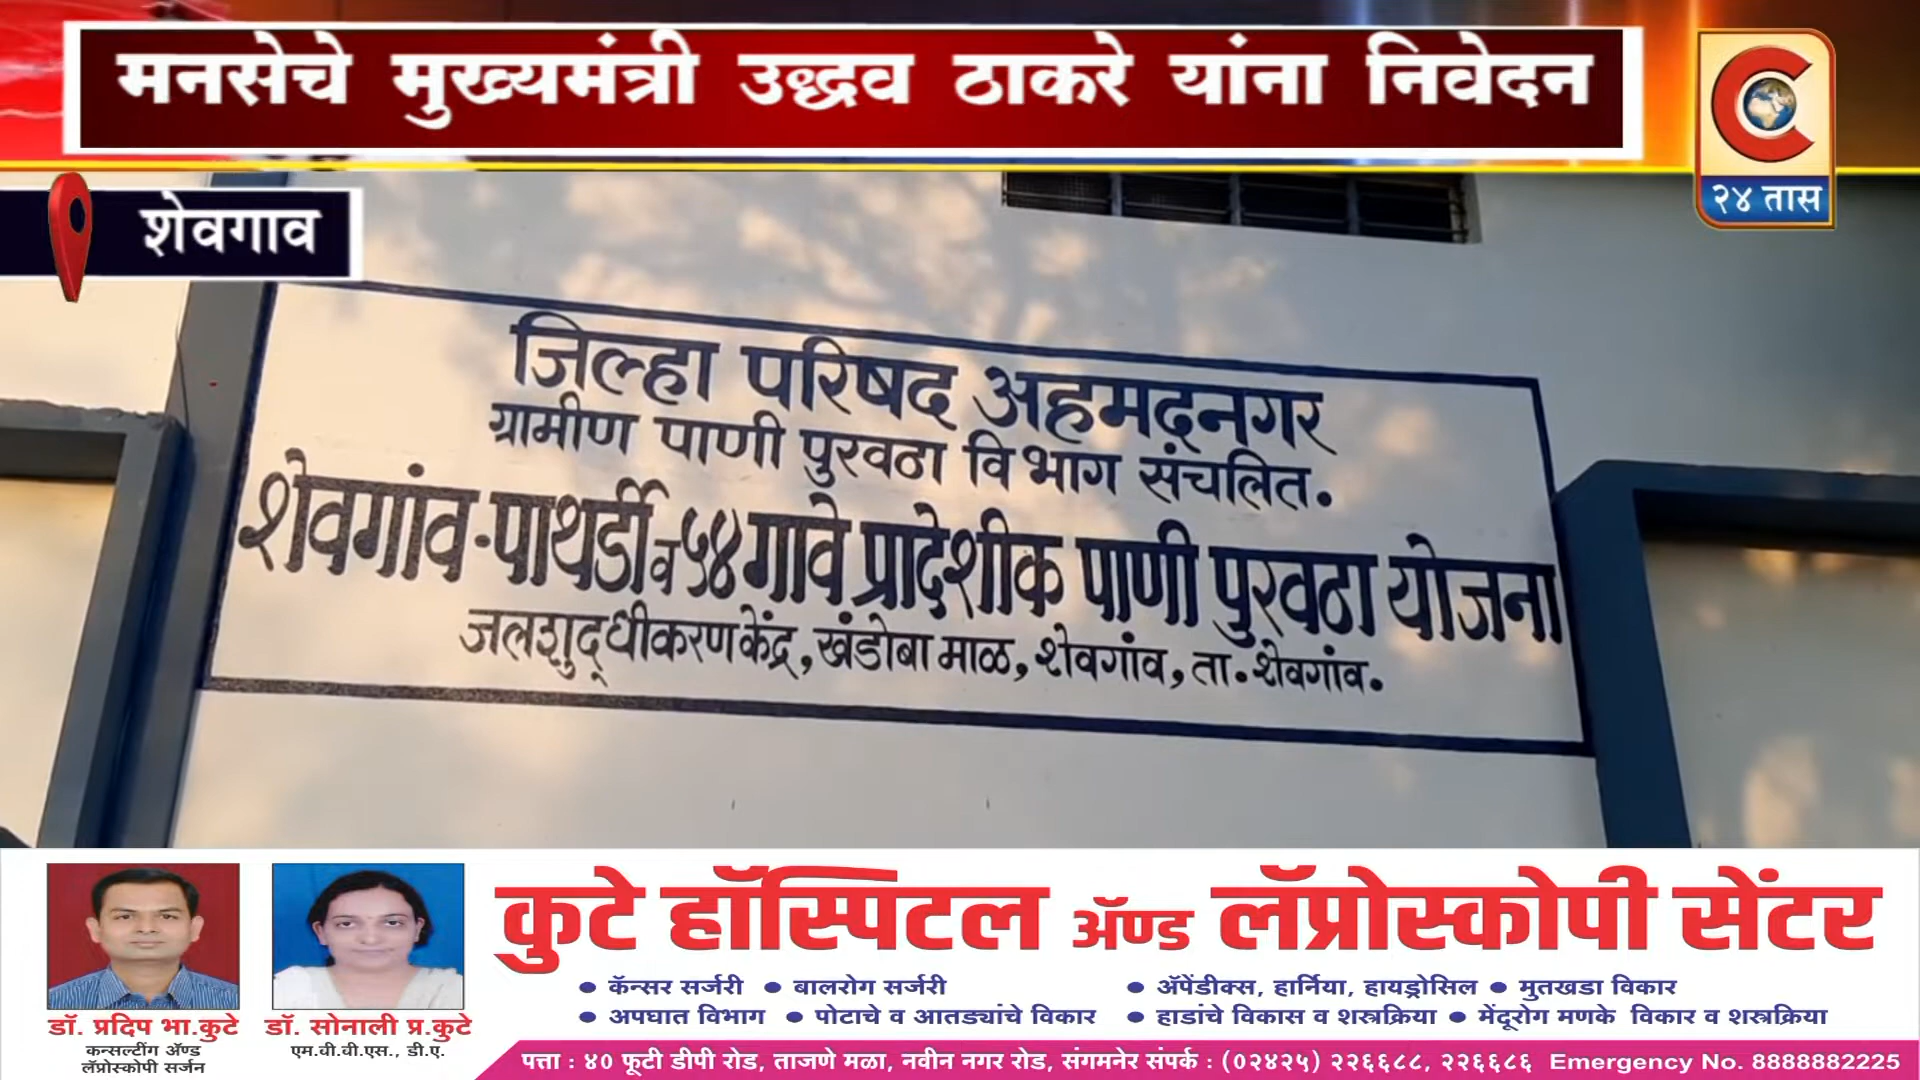 मनसेचे मुख्यमंत्री उद्धव ठाकरे यांना निवेदन
२४ तास
शेवगाव
जिल्हा परिषद अहमदनगर
ग्रामीण पाणी पुरवठा विभाग संचलित.
शेवगांव-पाथर्डी व ५४ गावे प्रादेशीक पाणी पुरवठा योजना
जलशुद्धीकरण केंद्र, खंडोबा माळ, शेवगांव, ता. शेवगांव.
कुटे हॉस्पिटल ॲण्ड लॅप्रोस्कोपी सेंटर
• कॅन्सर सर्जरी • बालरोग सर्जरी • ॲपेंडीक्स, हार्निया, हायड्रोसिल • मुतखडा विकार
• अपघात विभाग • पोटाचे व आतड्यांचे विकार • हाडांचे विकास व शस्त्रक्रिया • मेंदूरोग मणके विकार व शस्त्रक्रिया
डॉ. प्रदिप भा.कुटे
कन्सल्टींग ॲण्ड
लॅप्रोस्कोपी सर्जन
डॉ. सोनाली प्र.कुटे
एम.वी.वी.एस., डी.ए.
पत्ता : ४० फूटी डीपी रोड, ताजणे मळा, नवीन नगर रोड, संगमनेर संपर्क : (०२४२५) २२६६८८, २२६६८६ Emergency No. 8888882225